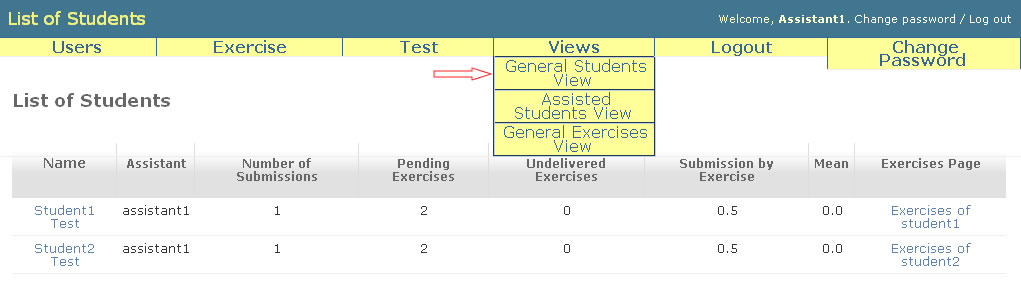 List of Students
Welcome, Assistant1. Change password / Log out
Users Exercise Test Views Logout Change
Password
General Students
View
Assisted
Students View
General Exercises
View
List of Students
Name Assistant Number of Pending Undelivered Submission by Mean Exercises Page
Submissions Exercises Exercises Exercise
Student1 assistant1 1 2 0 0.5 0.0 Exercises of
Test student1
Student2 assistant1 1 2 0 0.5 0.0 Exercises of
Test student2